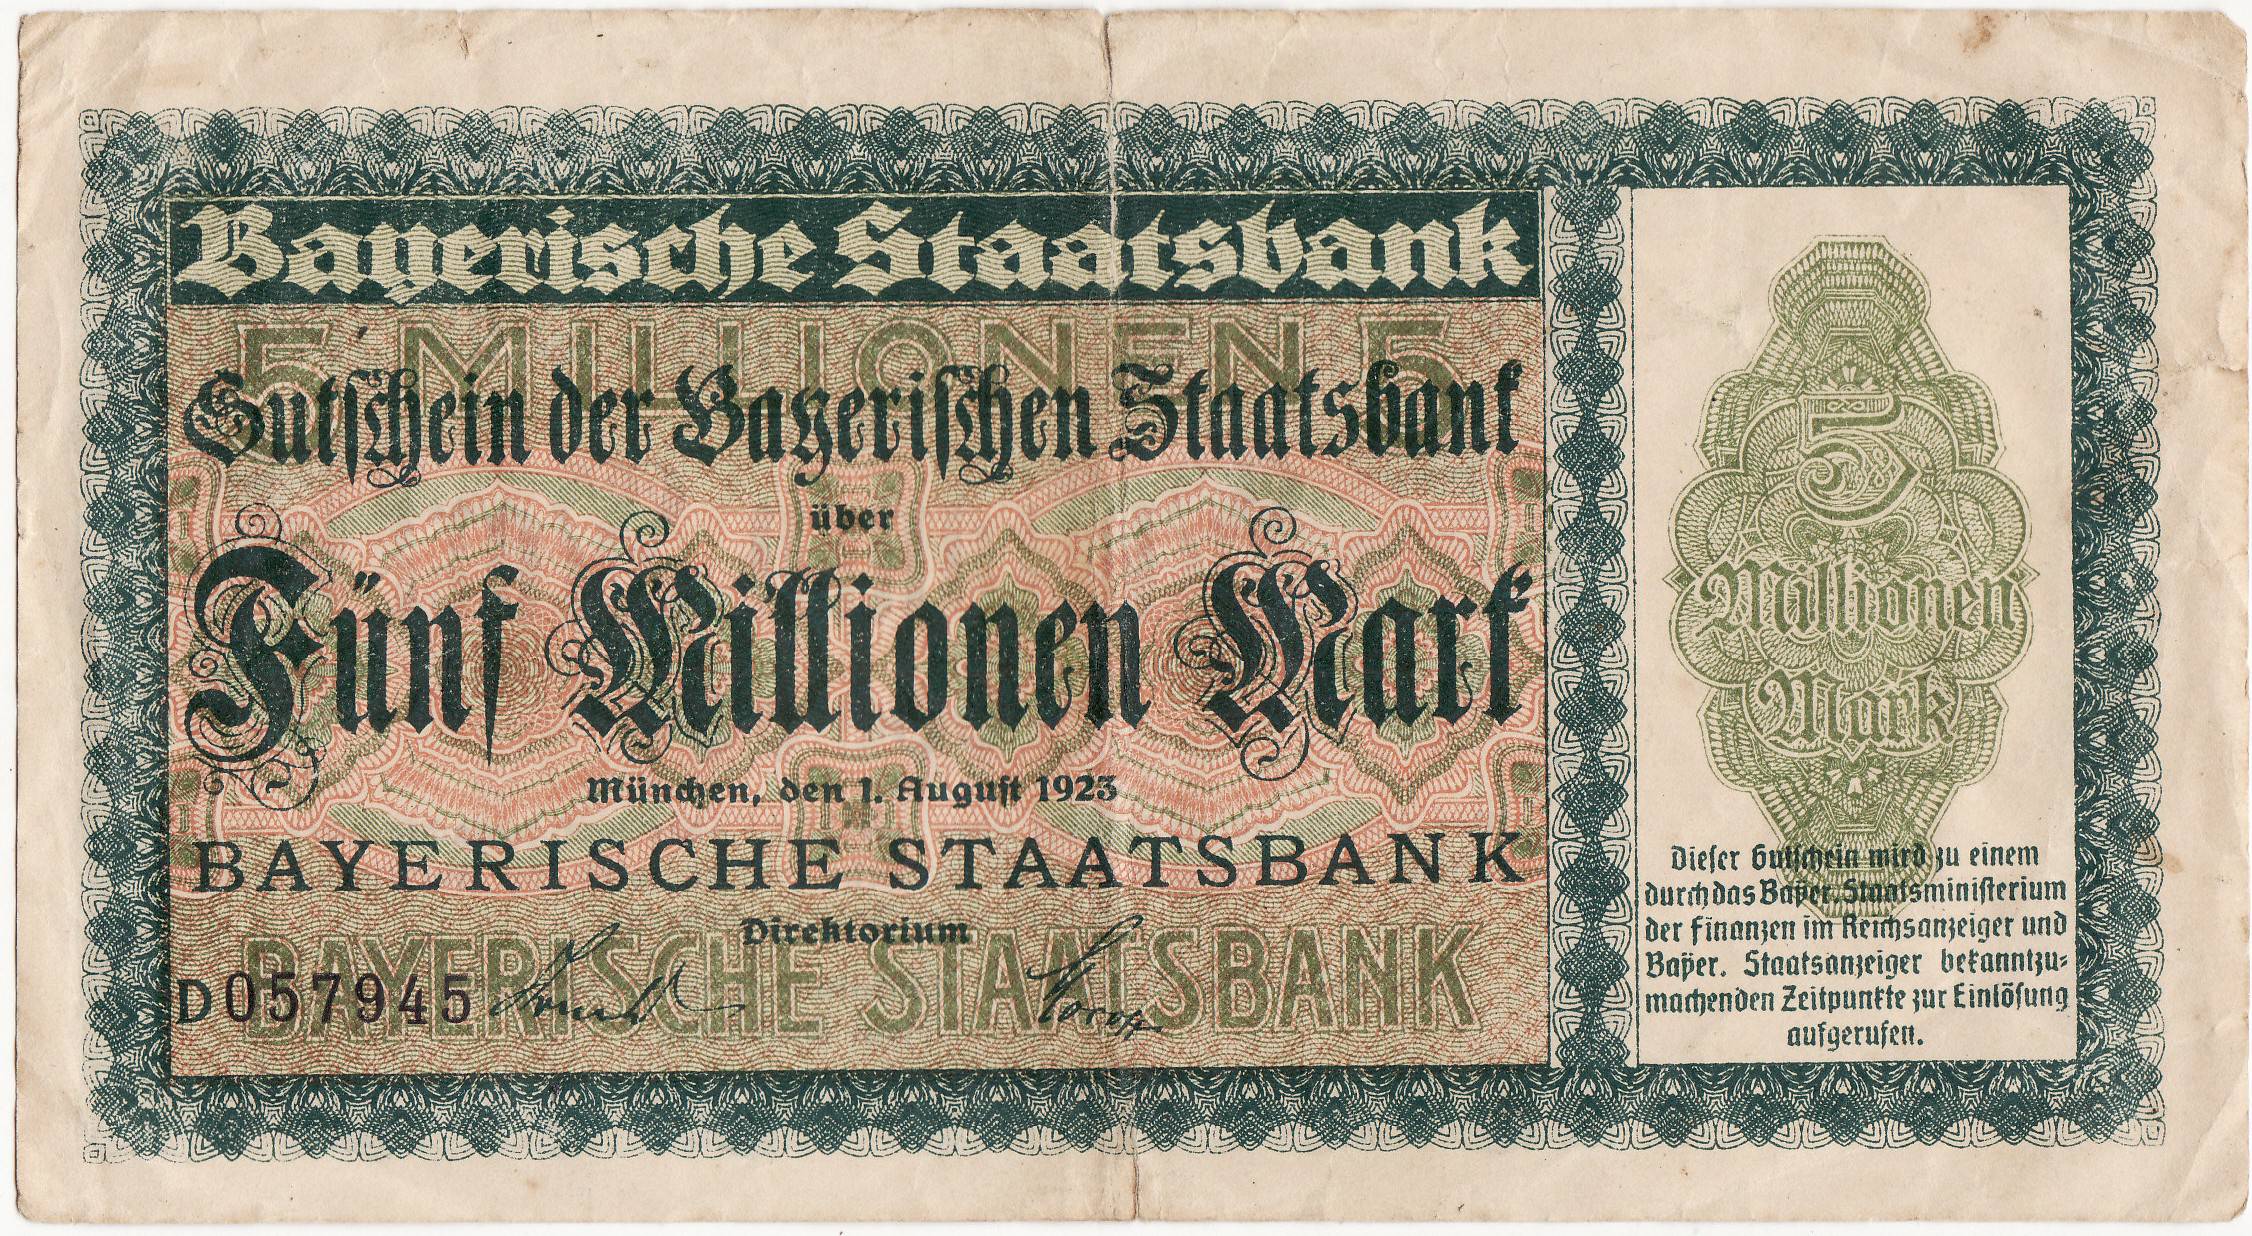 Bayerische Staatsbank
5 MILLIONEN 5
Gutschein der Bayerischen Staatsbank
über
Fünf Millionen Mark
München, den 1. August 1923
BAYERISCHE STAATSBANK
Direktorium
BAYERISCHE STAATSBANK
D 057945
5
Millionen
Mark
Dieser Gutschein wird zu einem
durch das Bayer. Staatsministerium
der Finanzen im Reichsanzeiger und
Bayer. Staatsanzeiger bekanntzu-
machenden Zeitpunkte zur Einlösung
aufgerufen.